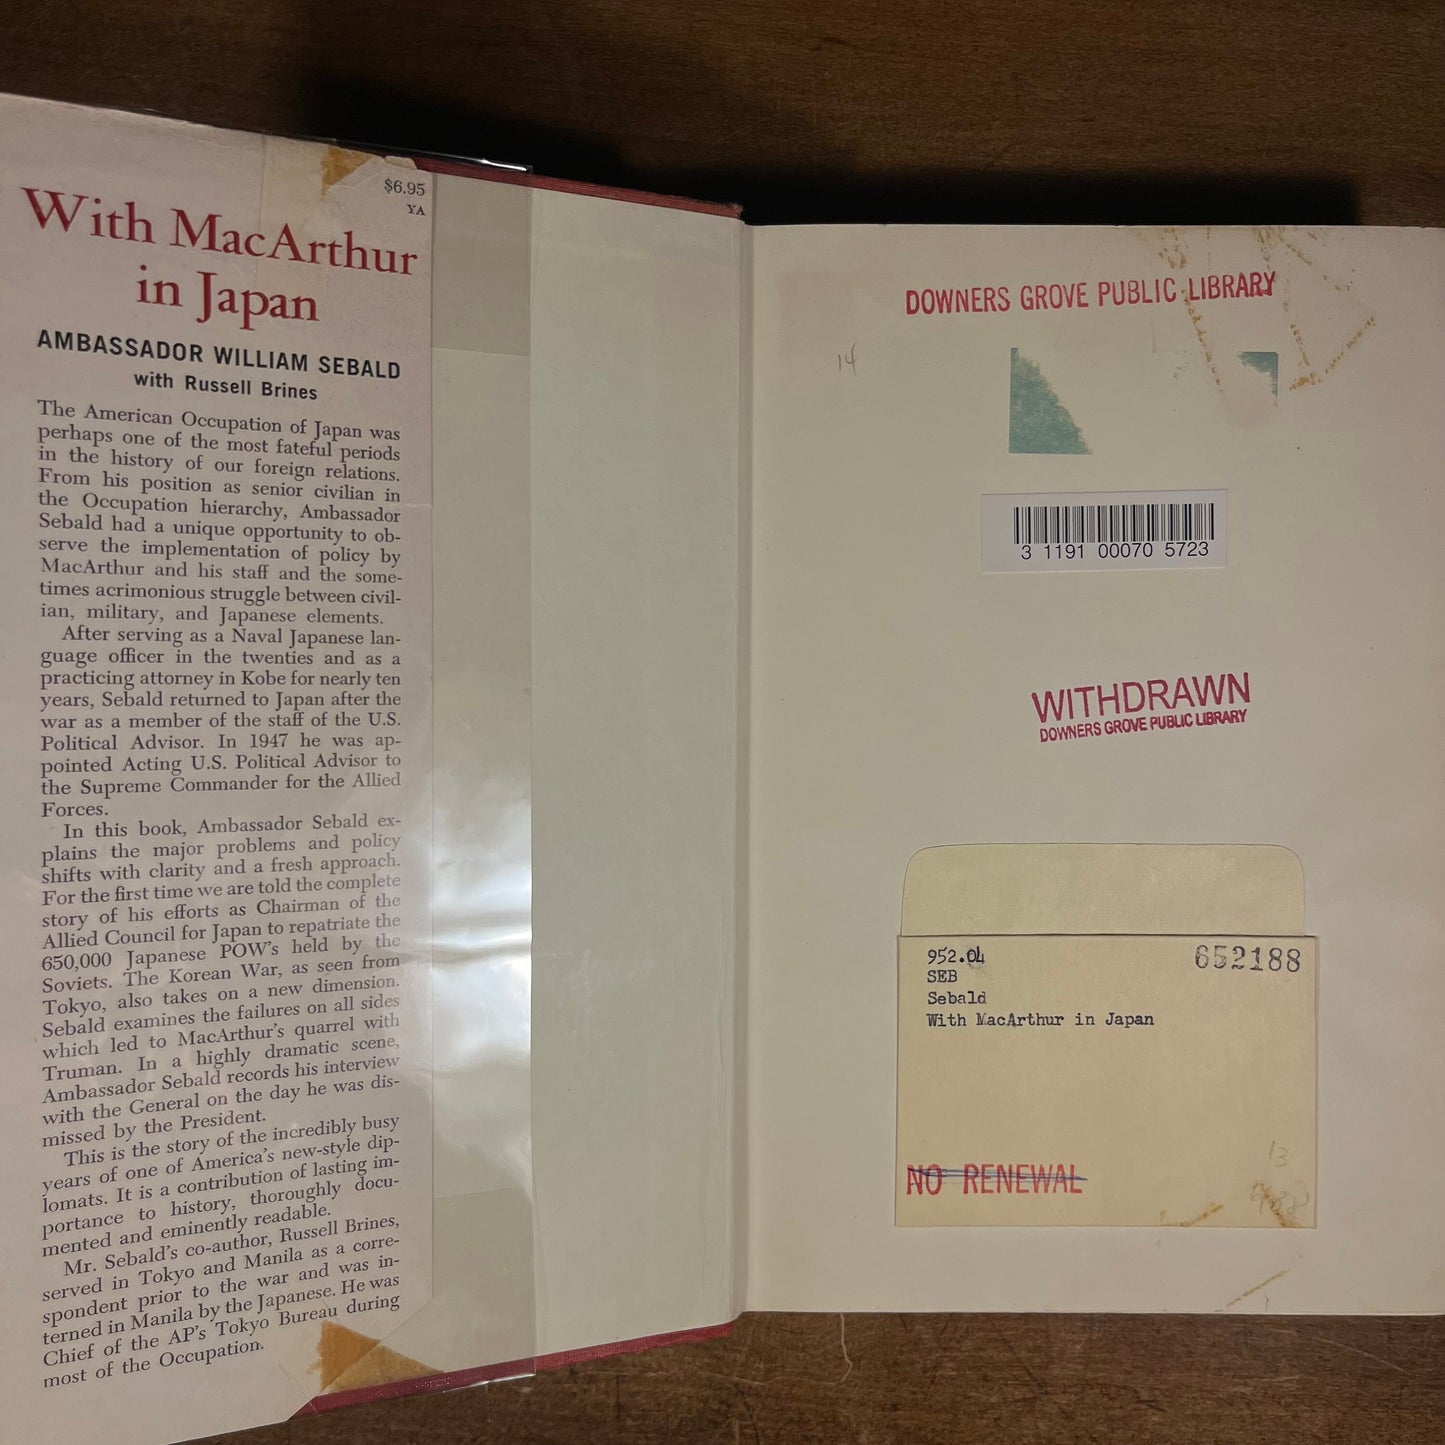 $6.95
YA
With MacArthur
in Japan
AMBASSADOR WILLIAM SEBALD
with Russell Brines
The American Occupation of Japan was
perhaps one of the most fateful periods
in the history of our foreign relations.
From his position as senior civilian in
the Occupation hierarchy, Ambassador
Sebald had a unique opportunity to ob-
serve the implementation of policy by
MacArthur and his staff and the some-
times acrimonious struggle between civil-
ian, military, and Japanese elements.
After serving as a Naval Japanese lan-
guage officer in the twenties and as a
practicing attorney in Kobe for nearly ten
years, Sebald returned to Japan after the
war as a member of the staff of the U.S.
Political Advisor. In 1947 he was ap-
pointed Acting U.S. Political Advisor to
the Supreme Commander for the Allied
Forces.
In this book, Ambassador Sebald ex-
plains the major problems and policy
shifts with clarity and a fresh approach.
For the first time we are told the complete
story of his efforts as Chairman of the
Allied Council for Japan to repatriate the
650,000 Japanese POW's held by the
Soviets. The Korean War, as seen from
Tokyo, also takes on a new dimension.
Sebald examines the failures on all sides
which led to MacArthur's quarrel with
Truman. In a highly dramatic scene,
Ambassador Sebald records his interview
with the General on the day he was dis-
missed by the President.
This is the story of the incredibly busy
years of one of America's new-style dip-
lomats. It is a contribution of lasting im-
portance to history, thoroughly docu-
mented and eminently readable.
Mr. Sebald's co-author, Russell Brines,
served in Tokyo and Manila as a corre-
spondent prior to the war and was in-
terned in Manila by the Japanese. He was
Chief of the AP's Tokyo Bureau during
most of the Occupation.
DOWNERS GROVE PUBLIC LIBRARY
14
3 1191 00070 5723
WITHDRAWN
DOWNERS GROVE PUBLIC LIBRARY
952.04
652188
SEB
Sebald
With MacArthur in Japan
13
NO RENEWAL